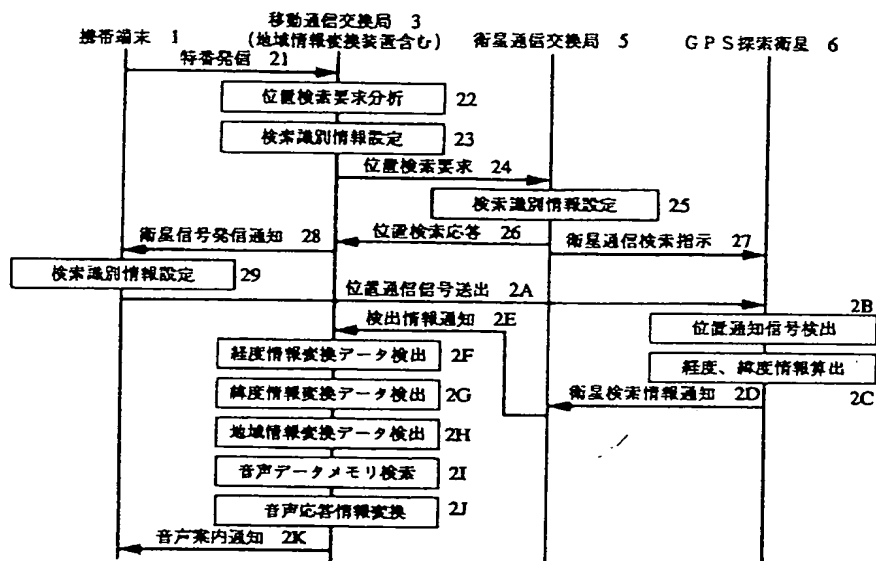 携帯端末 1
移動通信交換局 3
(地域情報変換装置含む)
衛星通信交換局 5
GPS探索衛星 6
特番発信 21
位置検索要求分析 22
検索識別情報設定 23
位置検索要求 24
検索識別情報設定 25
衛星信号発信通知 28
位置検索応答 26
衛星通信検索指示 27
検索識別情報設定 29
位置通信信号送出 2A
検出情報通知 2E
位置通知信号検出 2B
経度情報変換データ検出 2F
経度、緯度情報算出 2C
緯度情報変換データ検出 2G
衛星検索情報通知 2D
地域情報変換データ検出 2H
音声データメモリ検索 2I
音声応答情報変換 2J
音声案内通知 2K